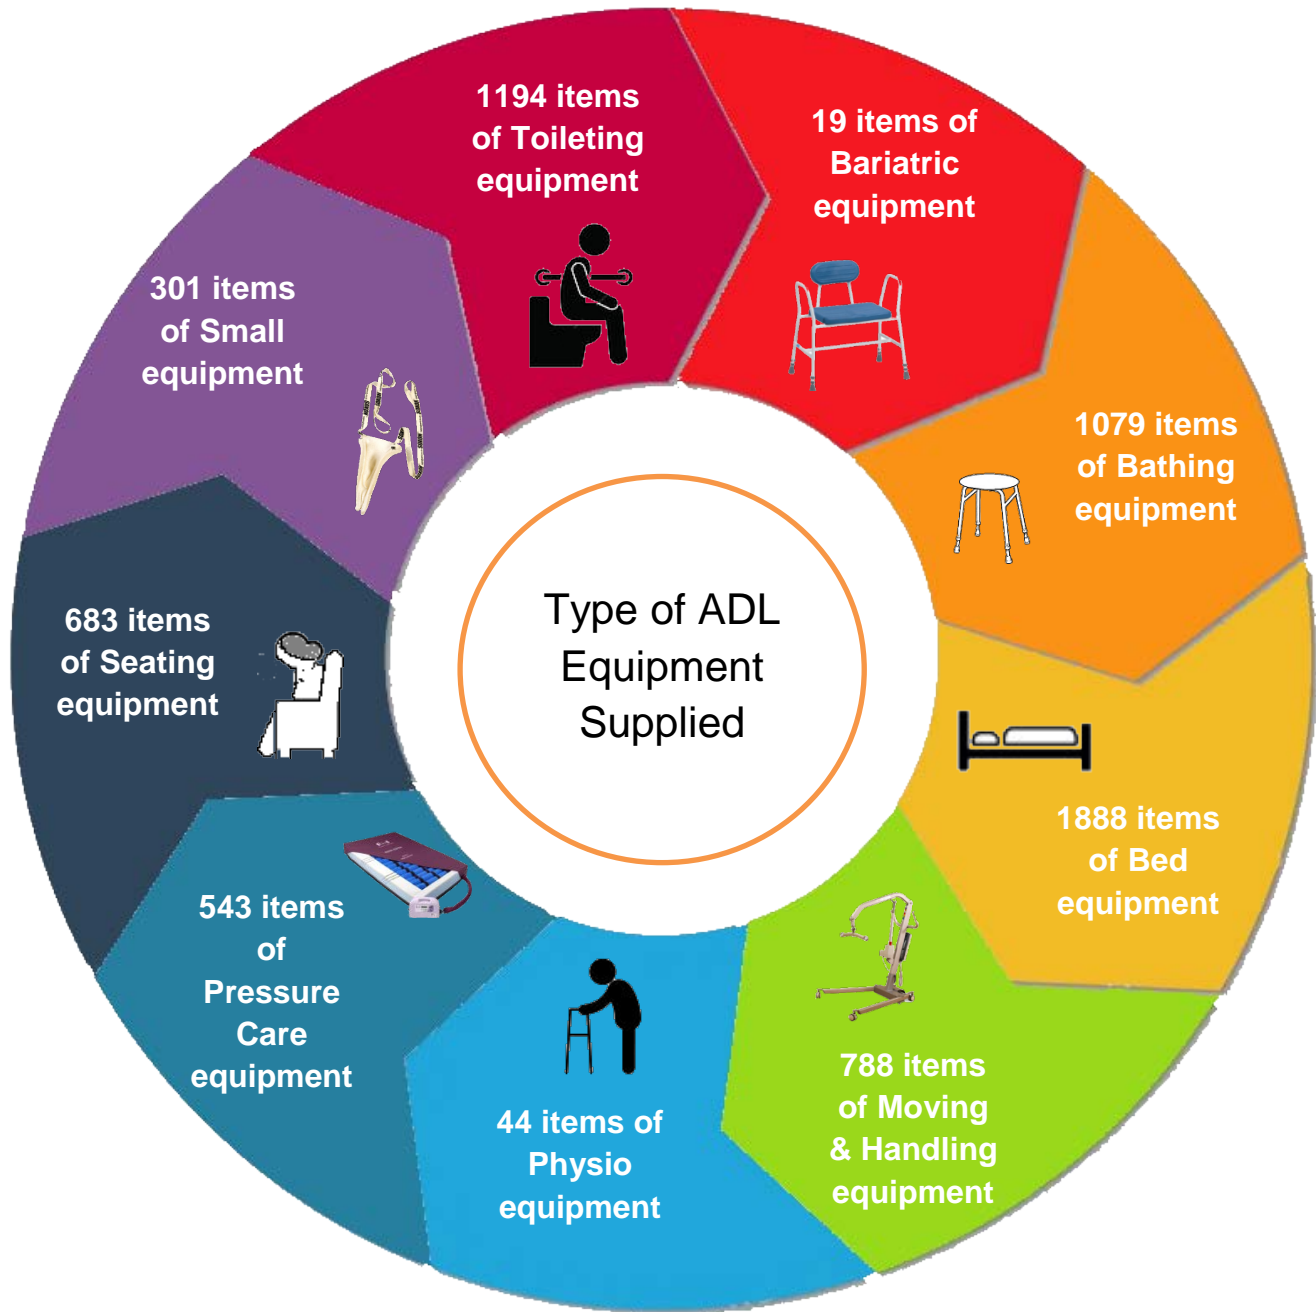 1194 items
of Toileting
equipment
19 items of
Bariatric
equipment
1079 items
of Bathing
equipment
1888 items
of Bed
equipment
788 items
of Moving
& Handling
equipment
44 items of
Physio
equipment
543 items
of
Pressure
Care
equipment
683 items
of Seating
equipment
301 items
of Small
equipment
Type of ADL
Equipment
Supplied